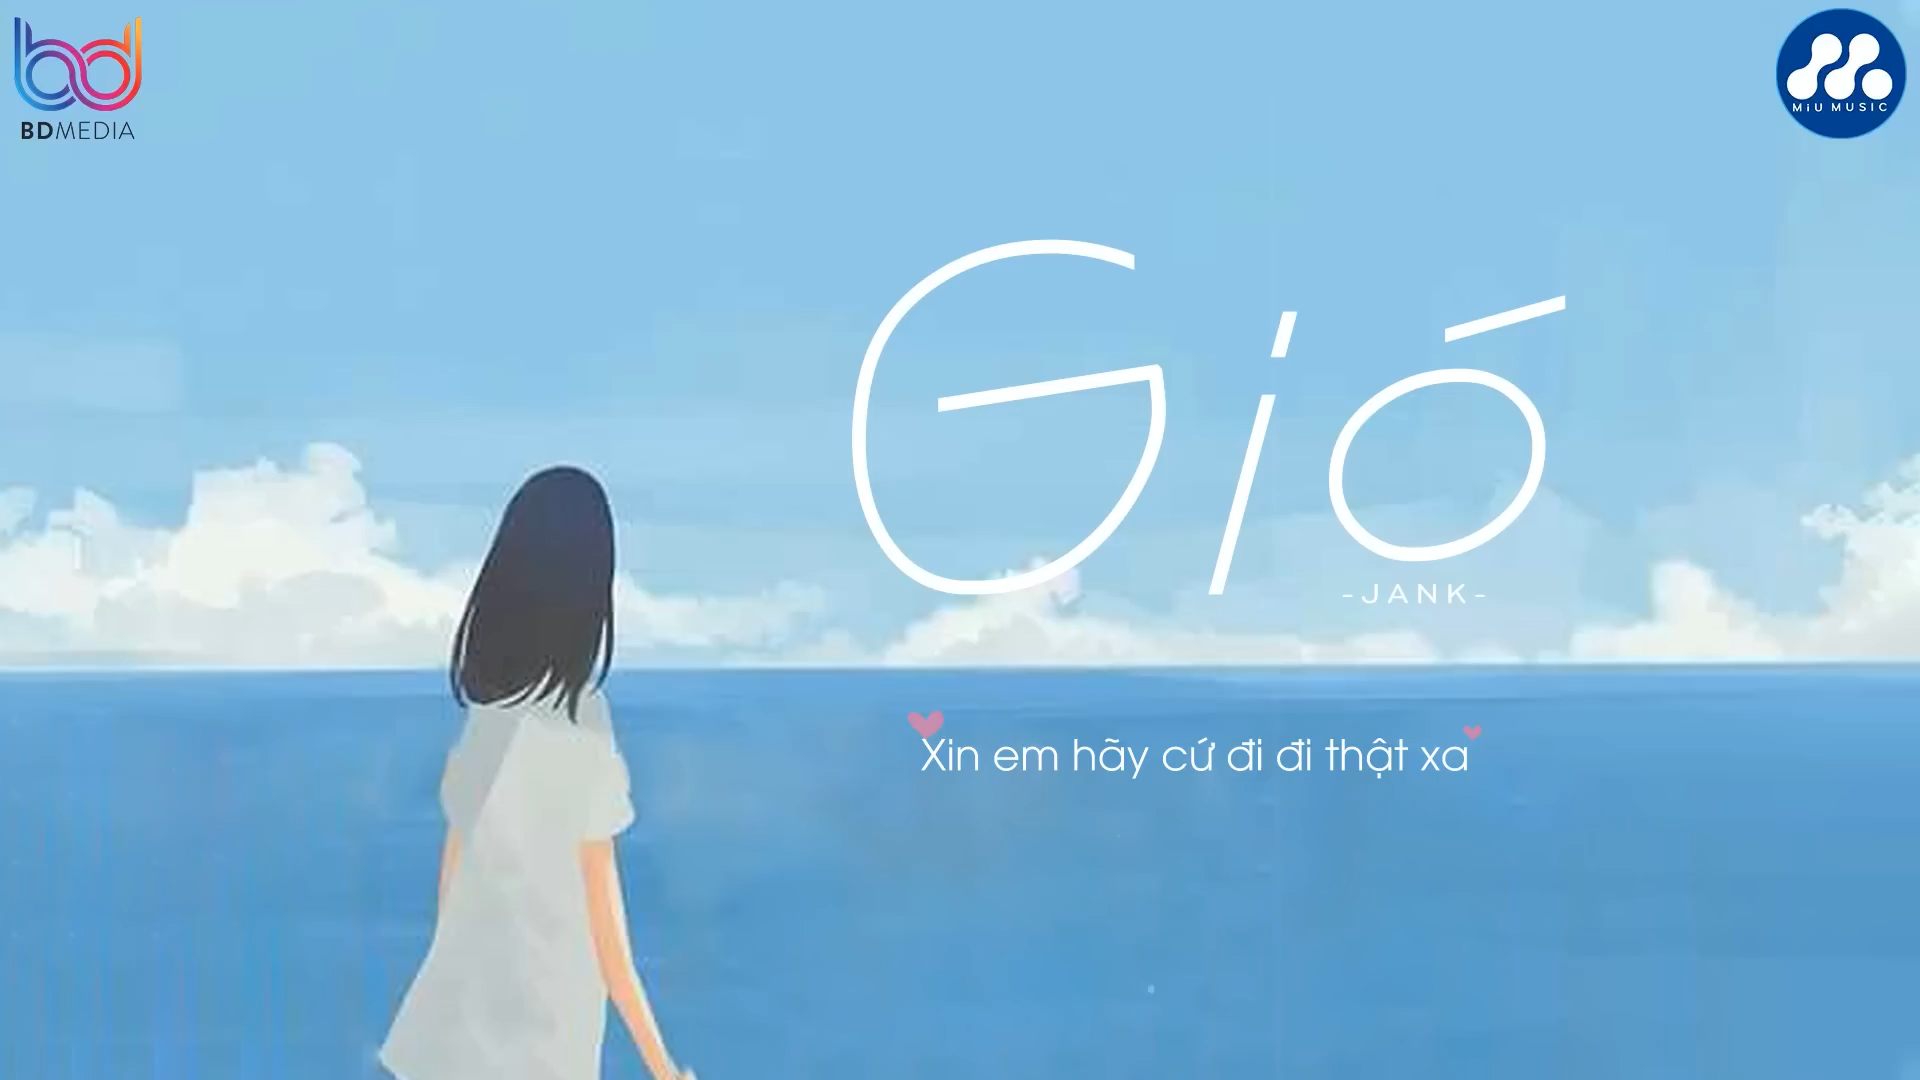 BDMEDIA
MiU MUSIC
Gió
-JANK-
Xin em hãy cứ đi đi thật xa